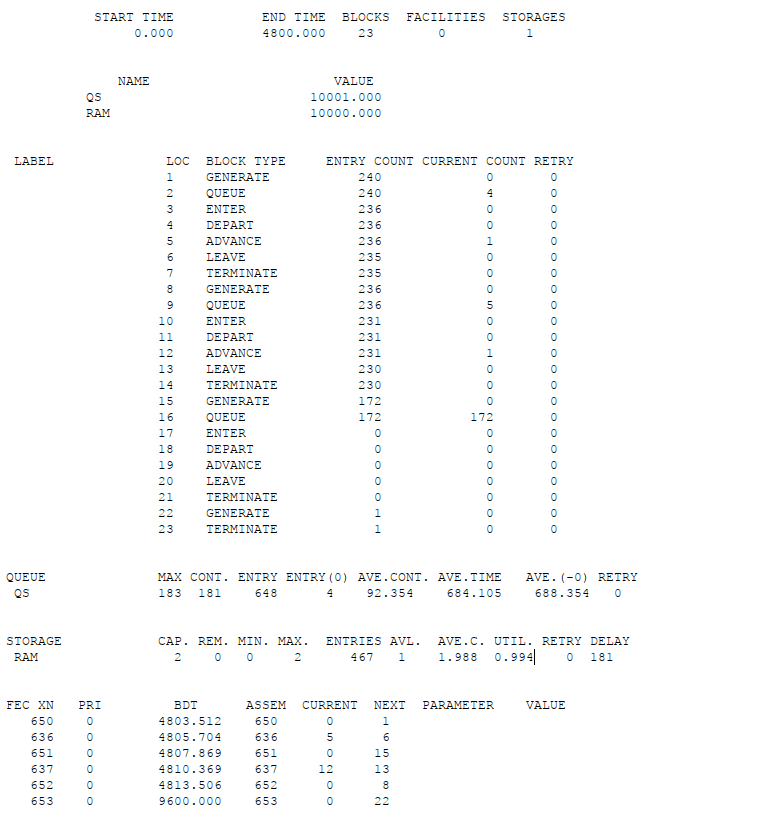 START TIME END TIME BLOCKS FACILITIES STORAGES
0.000 4800.000 23 0 1
NAME VALUE
QS 10001.000
RAM 10000.000
LABEL LOC BLOCK TYPE ENTRY COUNT CURRENT COUNT RETRY
1 GENERATE 240 0 0
2 QUEUE 240 4 0
3 ENTER 236 0 0
4 DEPART 236 0 0
5 ADVANCE 236 1 0
6 LEAVE 235 0 0
7 TERMINATE 235 0 0
8 GENERATE 236 0 0
9 QUEUE 236 5 0
10 ENTER 231 0 0
11 DEPART 231 0 0
12 ADVANCE 231 1 0
13 LEAVE 230 0 0
14 TERMINATE 230 0 0
15 GENERATE 172 0 0
16 QUEUE 172 172 0
17 ENTER 0 0 0
18 DEPART 0 0 0
19 ADVANCE 0 0 0
20 LEAVE 0 0 0
21 TERMINATE 0 0 0
22 GENERATE 1 0 0
23 TERMINATE 1 0 0
QUEUE MAX CONT. ENTRY ENTRY(0) AVE.CONT. AVE.TIME AVE.(-0) RETRY
QS 183 181 648 4 92.354 684.105 688.354 0
STORAGE CAP. REM. MIN. MAX. ENTRIES AVL. AVE.C. UTIL. RETRY DELAY
RAM 2 0 0 2 467 1 1.988 0.994 0 181
FEC XN PRI BDT ASSEM CURRENT NEXT PARAMETER VALUE
650 0 4803.512 650 0 1
636 0 4805.704 636 5 6
651 0 4807.869 651 0 15
637 0 4810.369 637 12 13
652 0 4813.506 652 0 8
653 0 9600.000 653 0 22